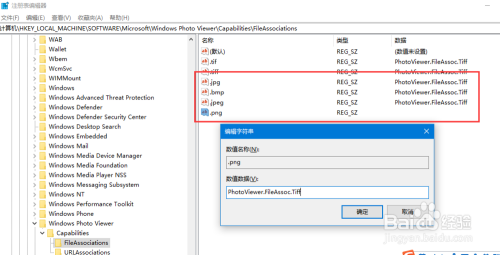 注册表编辑器
文件(F) 编辑(E) 查看(V) 收藏夹(A) 帮助(H)
计算机\HKEY_LOCAL_MACHINE\SOFTWARE\Microsoft\Windows Photo Viewer\Capabilities\FileAssociations
WAB
Wallet
Wbem
WcmSvc
WIMMount
Windows
Windows Advanced Threat Protection
Windows Defender
Windows Defender Security Center
Windows Desktop Search
Windows Embedded
Windows Mail
Windows Media Device Manager
Windows Media Foundation
Windows Media Player NSS
Windows Messaging Subsystem
Windows NT
Windows Performance Toolkit
Windows Phone
Windows Photo Viewer
Capabilities
FileAssociations
URLAssociations
名称 类型 数据
(默认) REG_SZ (数值未设置)
.tif REG_SZ PhotoViewer.FileAssoc.Tiff
.tiff REG_SZ PhotoViewer.FileAssoc.Tiff
.jpg REG_SZ PhotoViewer.FileAssoc.Tiff
.bmp REG_SZ PhotoViewer.FileAssoc.Tiff
.jpeg REG_SZ PhotoViewer.FileAssoc.Tiff
.png REG_SZ
编辑字符串
数值名称(N):
.png
数值数据(V):
PhotoViewer.FileAssoc.Tiff
确定 取消
Baidu 经验
jingyan.baidu.com